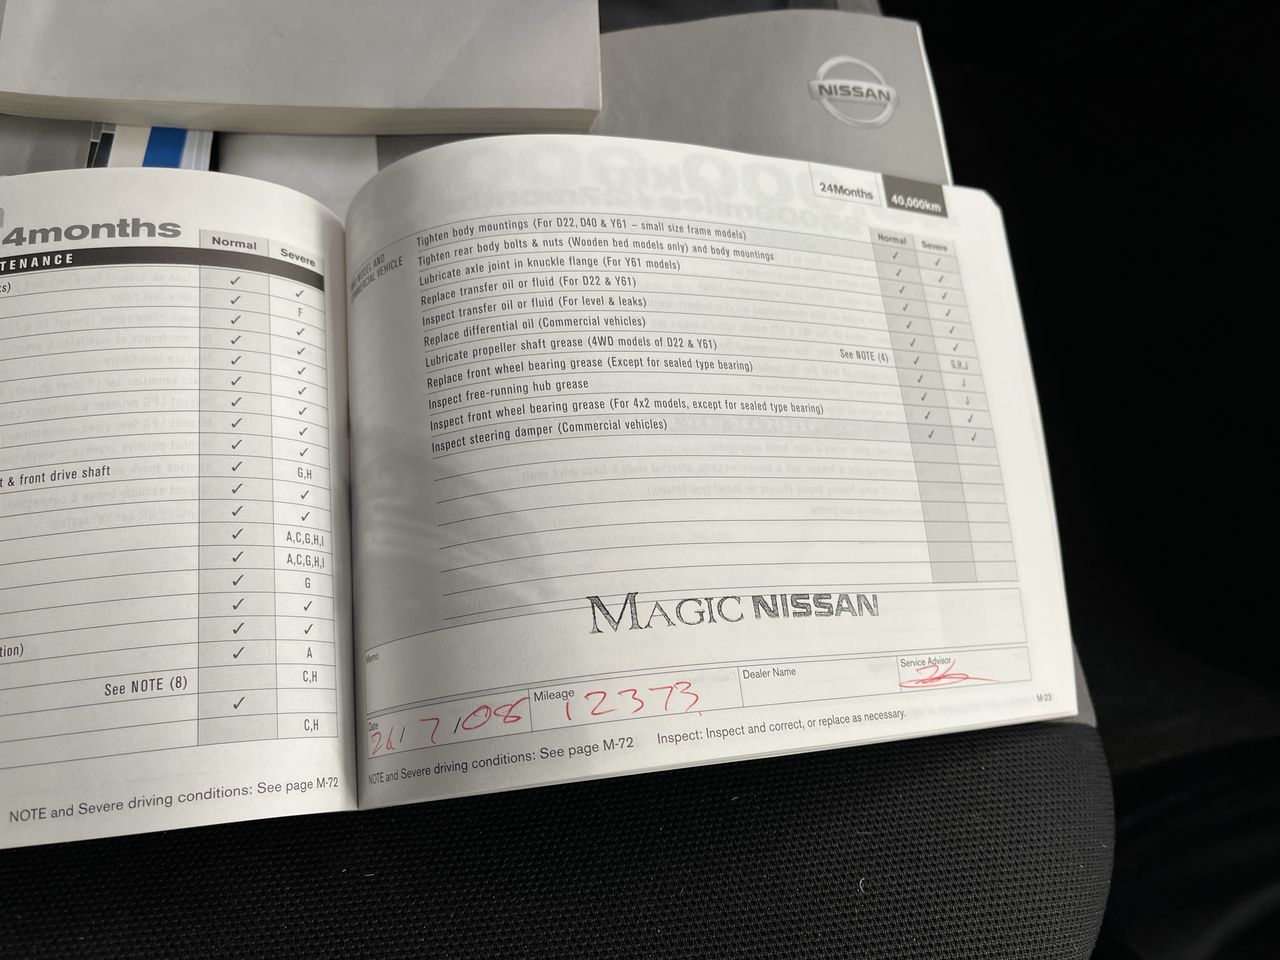 NISSAN
4months
TENANCE
Normal
Severe
ks)
F
t & front drive shaft
G,H
A,C,G,H,I
A,C,G,H,I
G
tion)
A
See NOTE (8)
C,H
C,H
NOTE and Severe driving conditions: See page M-72
24Months
40,000km
Normal
Severe
Tighten body mountings (For D22, D40 & Y61 – small size frame models)
Tighten rear body bolts & nuts (Wooden bed models only) and body mountings
Lubricate axle joint in knuckle flange (For Y61 models)
Replace transfer oil or fluid (For D22 & Y61)
Inspect transfer oil or fluid (For level & leaks)
Replace differential oil (Commercial vehicles)
Lubricate propeller shaft grease (4WD models of D22 & Y61)
See NOTE (4)
G,H,J
Replace front wheel bearing grease (Except for sealed type bearing)
J
Inspect free-running hub grease
J
Inspect front wheel bearing grease (For 4x2 models, except for sealed type bearing)
Inspect steering damper (Commercial vehicles)
MAGIC NISSAN
Memo
Date
/ 7 / 08
Mileage
12373
Dealer Name
Service Advisor
NOTE and Severe driving conditions: See page M-72 Inspect: Inspect and correct, or replace as necessary.
M-23